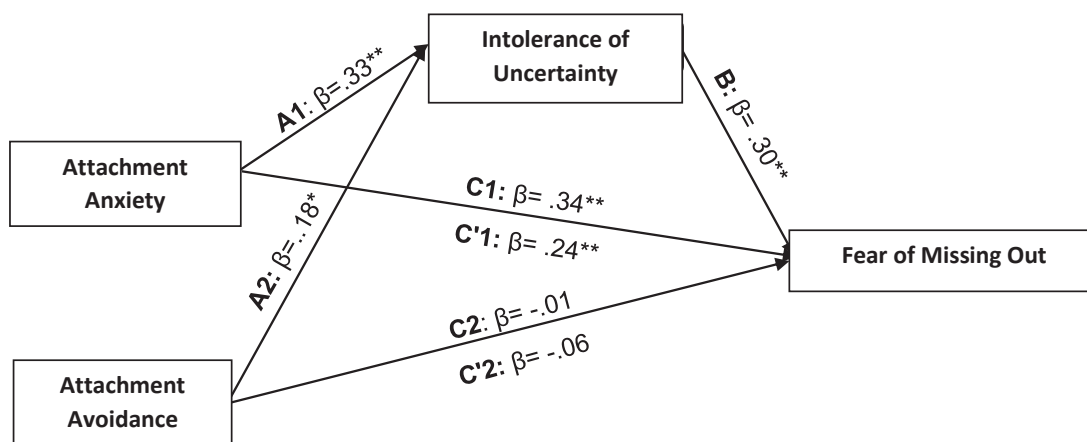 Intolerance of
Uncertainty
A1: β=.33**
B: β= .30**
Attachment
Anxiety
C1: β= .34**
C'1: β= .24**
A2: β=..18*
Fear of Missing Out
C2: β= -.01
C'2: β= -.06
Attachment
Avoidance